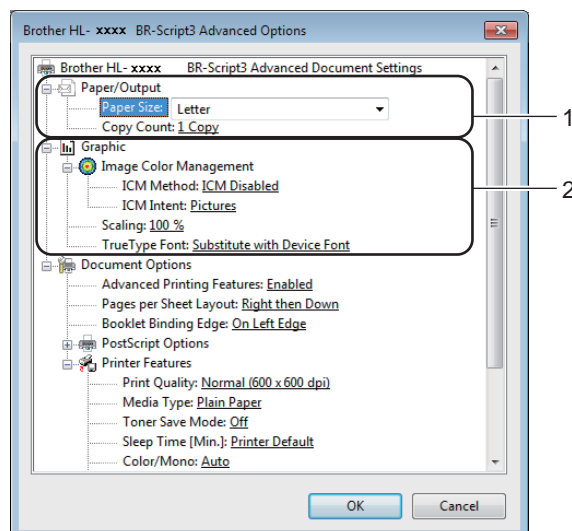 Brother HL- xxxx BR-Script3 Advanced Options
Brother HL- xxxx BR-Script3 Advanced Document Settings
Paper/Output
Paper Size: Letter
Copy Count: 1 Copy
1
Graphic
Image Color Management
ICM Method: ICM Disabled
2
ICM Intent: Pictures
Scaling: 100 %
TrueType Font: Substitute with Device Font
Document Options
Advanced Printing Features: Enabled
Pages per Sheet Layout: Right then Down
Booklet Binding Edge: On Left Edge
PostScript Options
Printer Features
Print Quality: Normal (600 x 600 dpi)
Media Type: Plain Paper
Toner Save Mode: Off
Sleep Time [Min.]: Printer Default
Color/Mono: Auto
OK Cancel